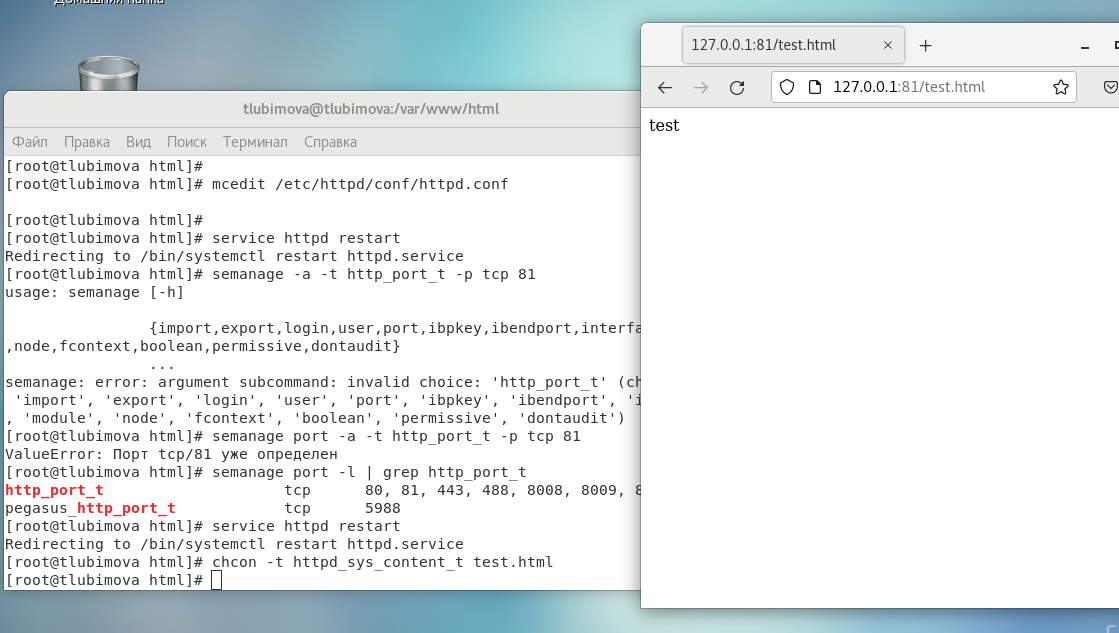 Домашняя папка
tlubimova@tlubimova:/var/www/html
Файл Правка Вид Поиск Терминал Справка
[root@tlubimova html]#
[root@tlubimova html]# mcedit /etc/httpd/conf/httpd.conf
[root@tlubimova html]#
[root@tlubimova html]# service httpd restart
Redirecting to /bin/systemctl restart httpd.service
[root@tlubimova html]# semanage -a -t http_port_t -p tcp 81
usage: semanage [-h]
{import,export,login,user,port,ibpkey,ibendport,interfa
,node,fcontext,boolean,permissive,dontaudit}
...
semanage: error: argument subcommand: invalid choice: 'http_port_t' (ch
'import', 'export', 'login', 'user', 'port', 'ibpkey', 'ibendport', 'i
, 'module', 'node', 'fcontext', 'boolean', 'permissive', 'dontaudit')
[root@tlubimova html]# semanage port -a -t http_port_t -p tcp 81
ValueError: Порт tcp/81 уже определен
[root@tlubimova html]# semanage port -l | grep http_port_t
http_port_t tcp 80, 81, 443, 488, 8008, 8009, 8
pegasus_http_port_t tcp 5988
[root@tlubimova html]# service httpd restart
Redirecting to /bin/systemctl restart httpd.service
[root@tlubimova html]# chcon -t httpd_sys_content_t test.html
[root@tlubimova html]#
127.0.0.1:81/test.html
127.0.0.1:81/test.html
test